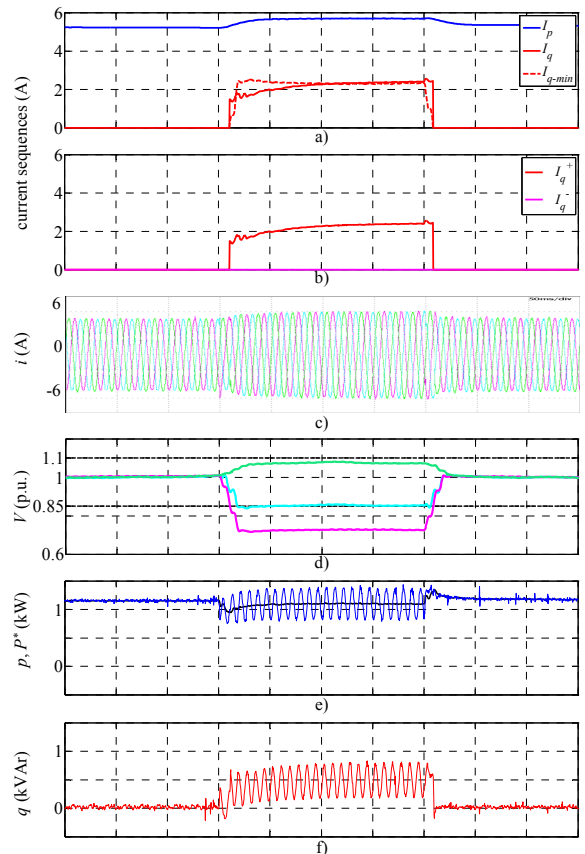 current sequences (A)
6
4
2
0
I_p
I_q
I_{q-min}
a)
6
4
2
0
I_q^+
I_q^-
b)
i (A)
6
0
-6
50ms/div
c)
V (p.u.)
1.1
1
0.85
0.6
d)
p, P* (kW)
1
0
e)
q (kVAr)
1
0
f)